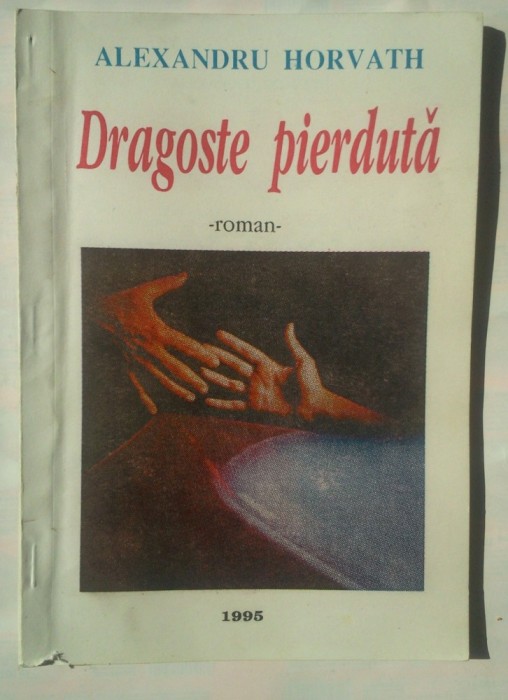 ALEXANDRU HORVATH
Dragoste pierdută
-roman-
1995